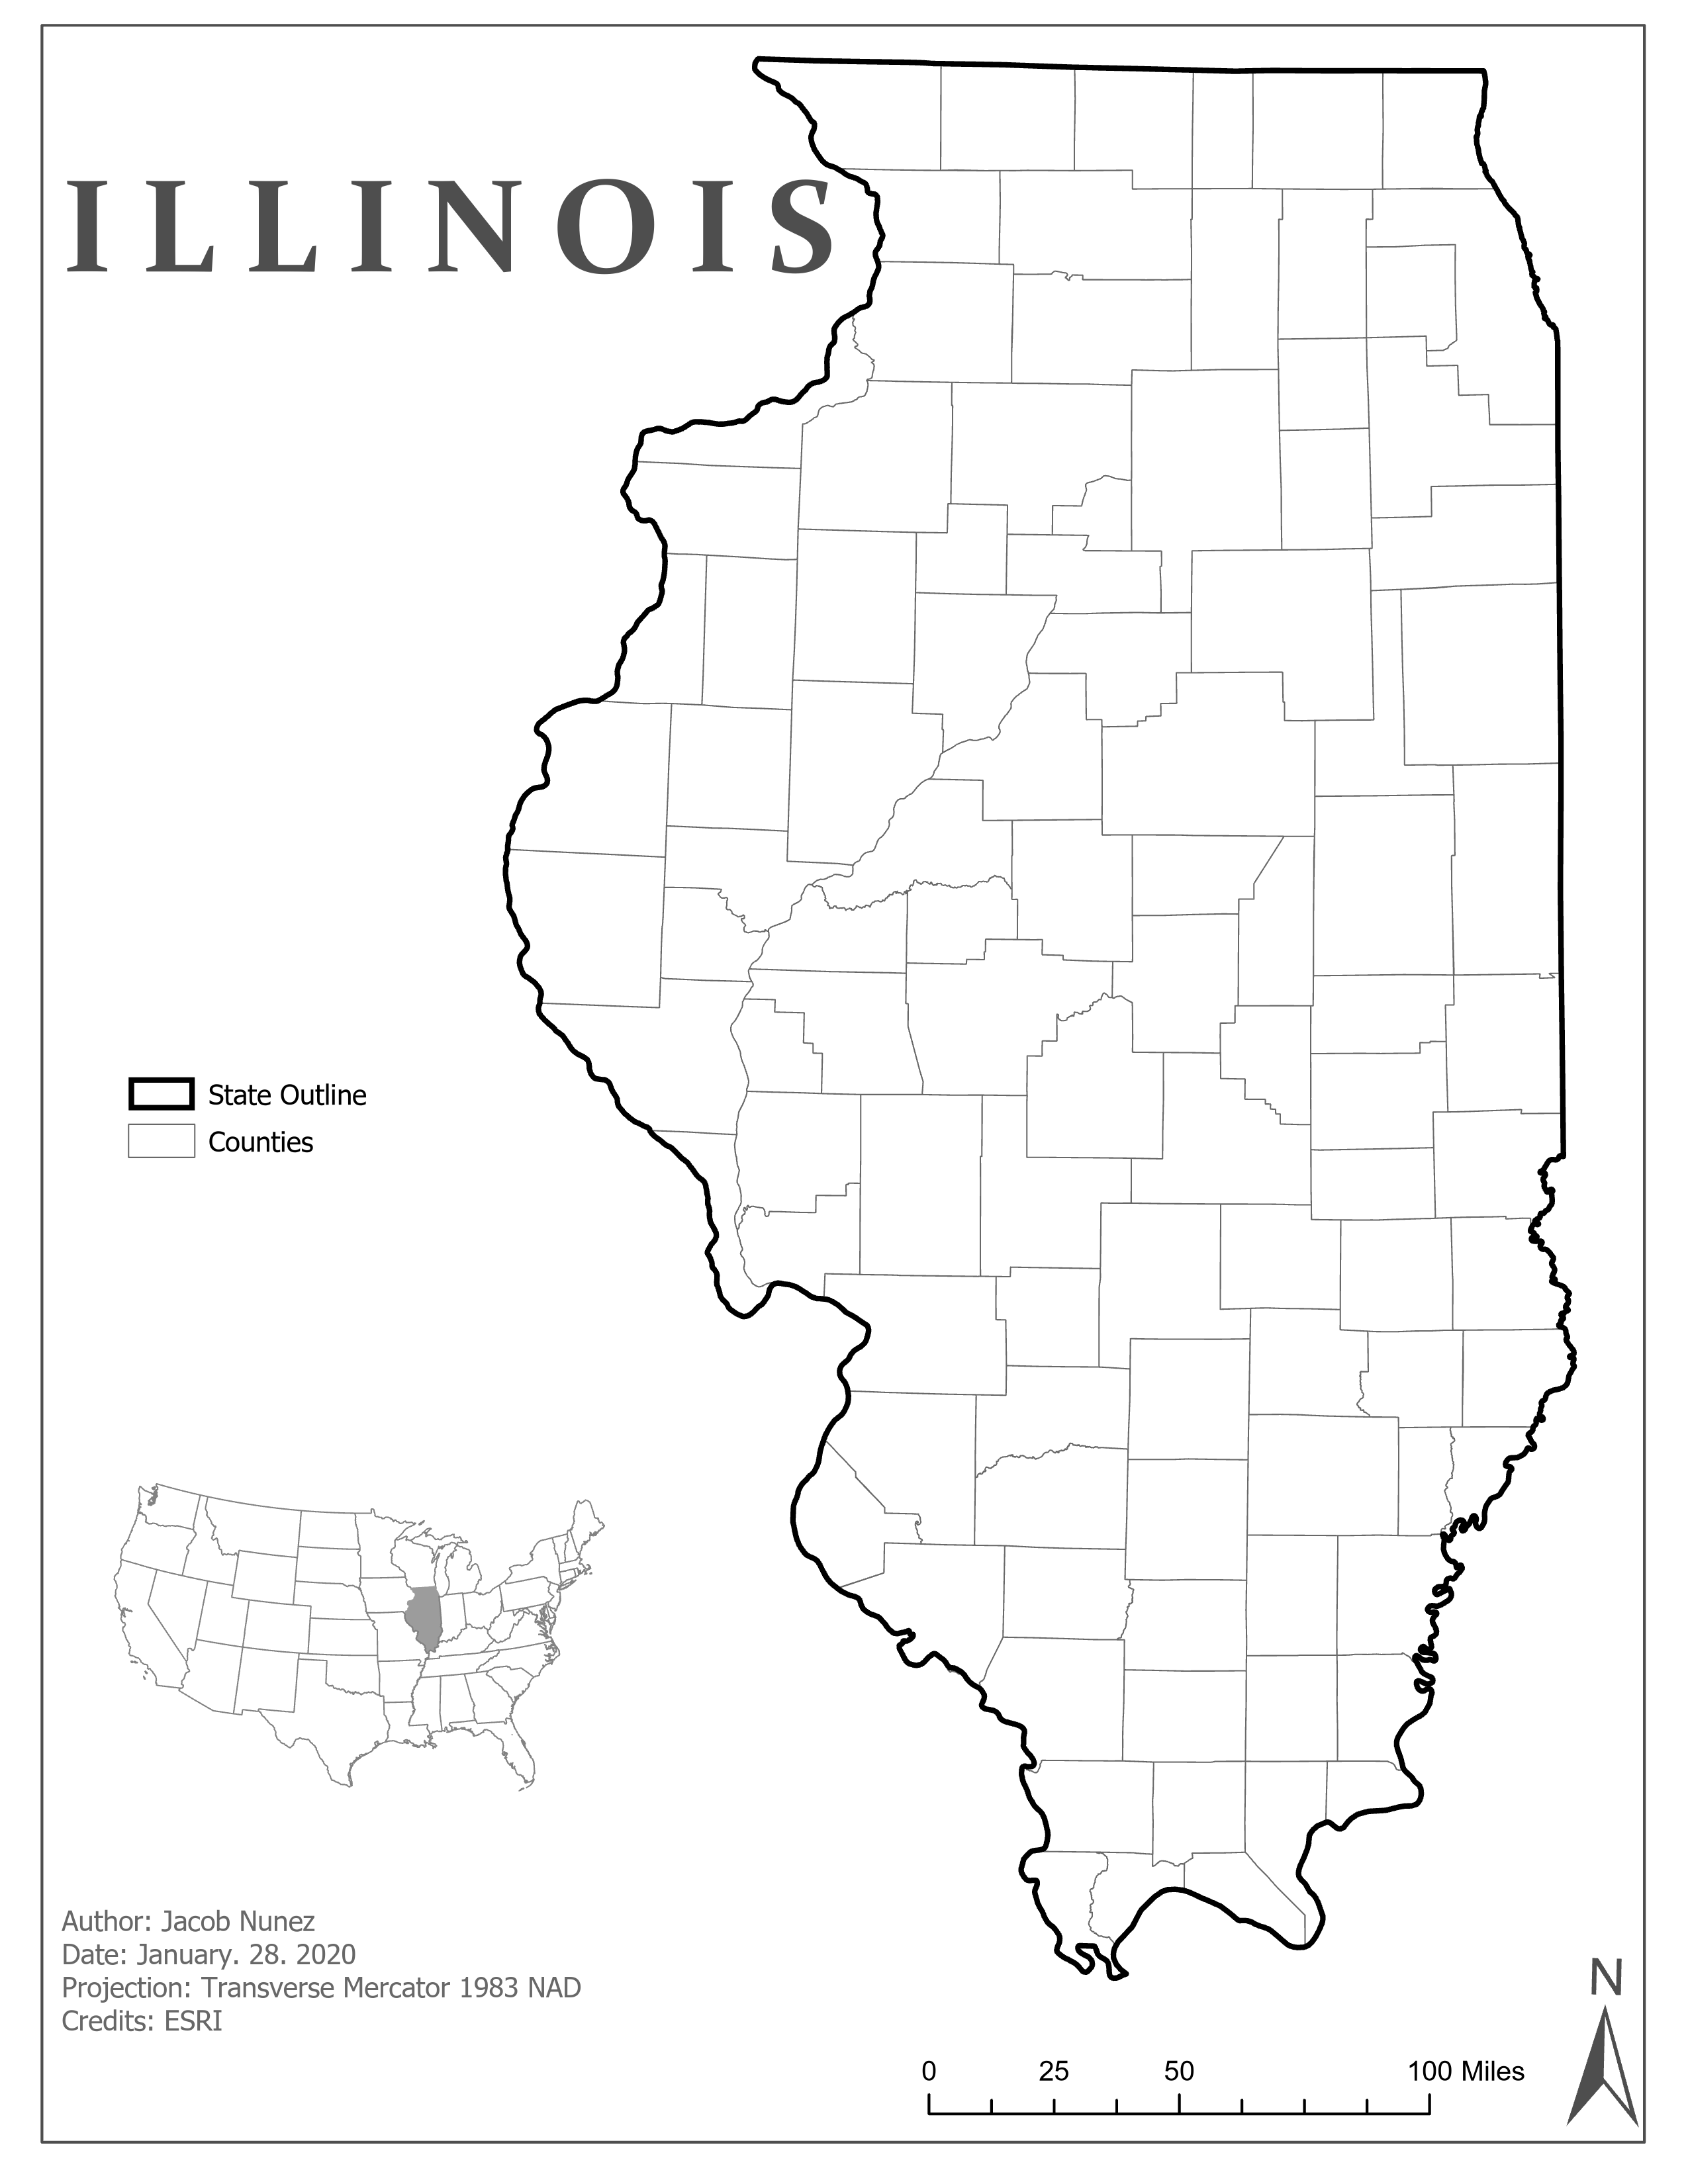 ILLINOIS
State Outline
Counties
Author: Jacob Nunez
Date: January. 28. 2020
Projection: Transverse Mercator 1983 NAD
Credits: ESRI
N
0 25 50 100 Miles